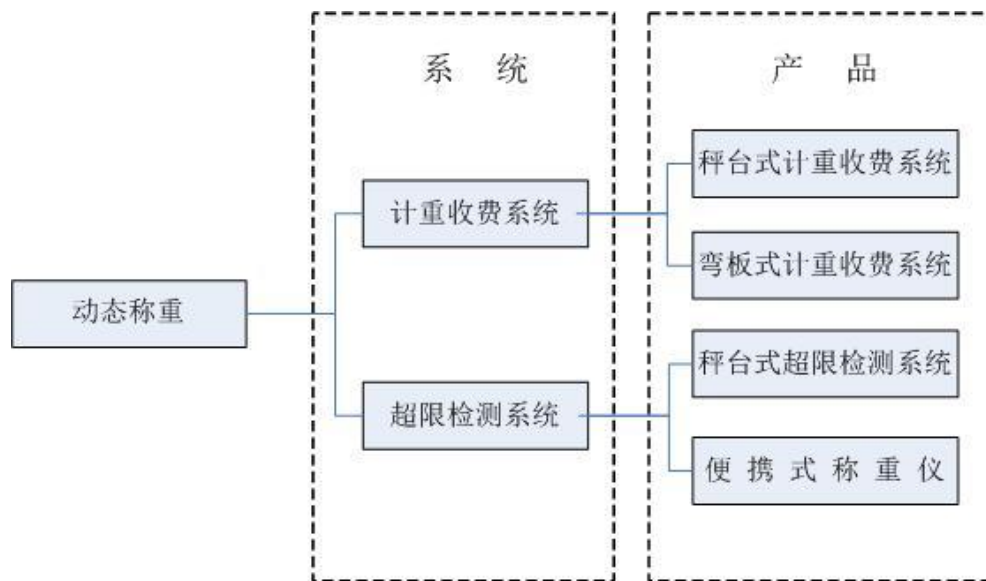 系 统
产 品
秤台式计重收费系统
计重收费系统
弯板式计重收费系统
动态称重
秤台式超限检测系统
超限检测系统
便携式称重仪